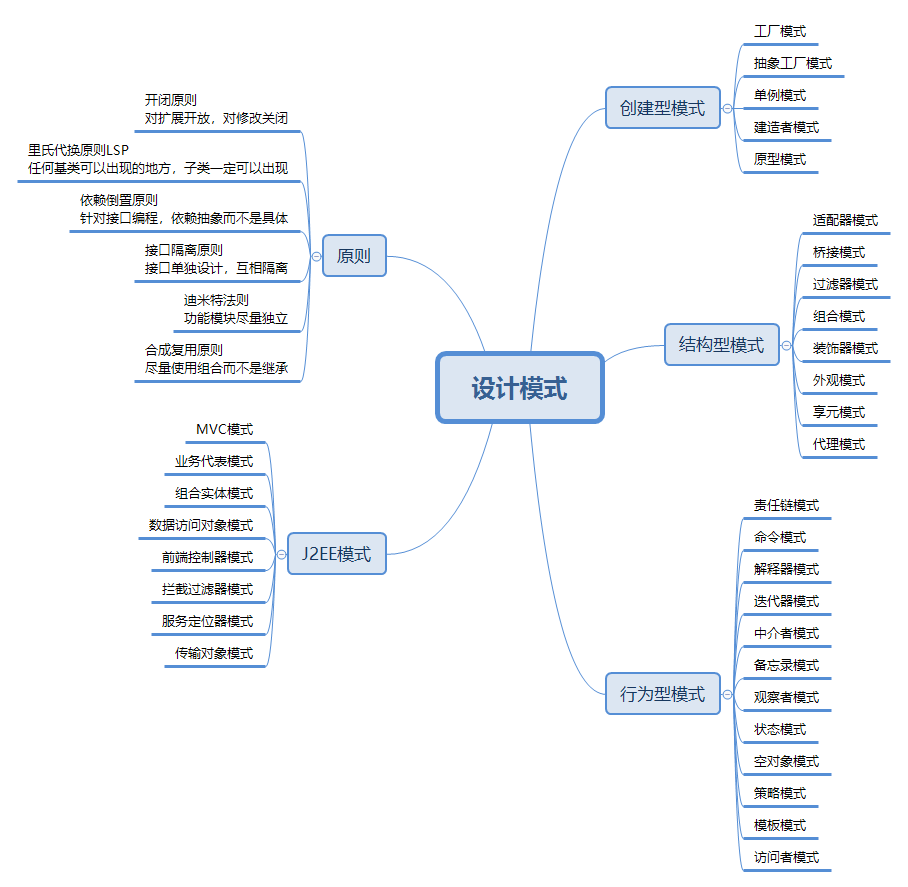 设计模式
原则
开闭原则
对扩展开放，对修改关闭
里氏代换原则LSP
任何基类可以出现的地方，子类一定可以出现
依赖倒置原则
针对接口编程，依赖抽象而不是具体
接口隔离原则
接口单独设计，互相隔离
迪米特法则
功能模块尽量独立
合成复用原则
尽量使用组合而不是继承
J2EE模式
MVC模式
业务代表模式
组合实体模式
数据访问对象模式
前端控制器模式
拦截过滤器模式
服务定位器模式
传输对象模式
创建型模式
工厂模式
抽象工厂模式
单例模式
建造者模式
原型模式
结构型模式
适配器模式
桥接模式
过滤器模式
组合模式
装饰器模式
外观模式
享元模式
代理模式
行为型模式
责任链模式
命令模式
解释器模式
迭代器模式
中介者模式
备忘录模式
观察者模式
状态模式
空对象模式
策略模式
模板模式
访问者模式